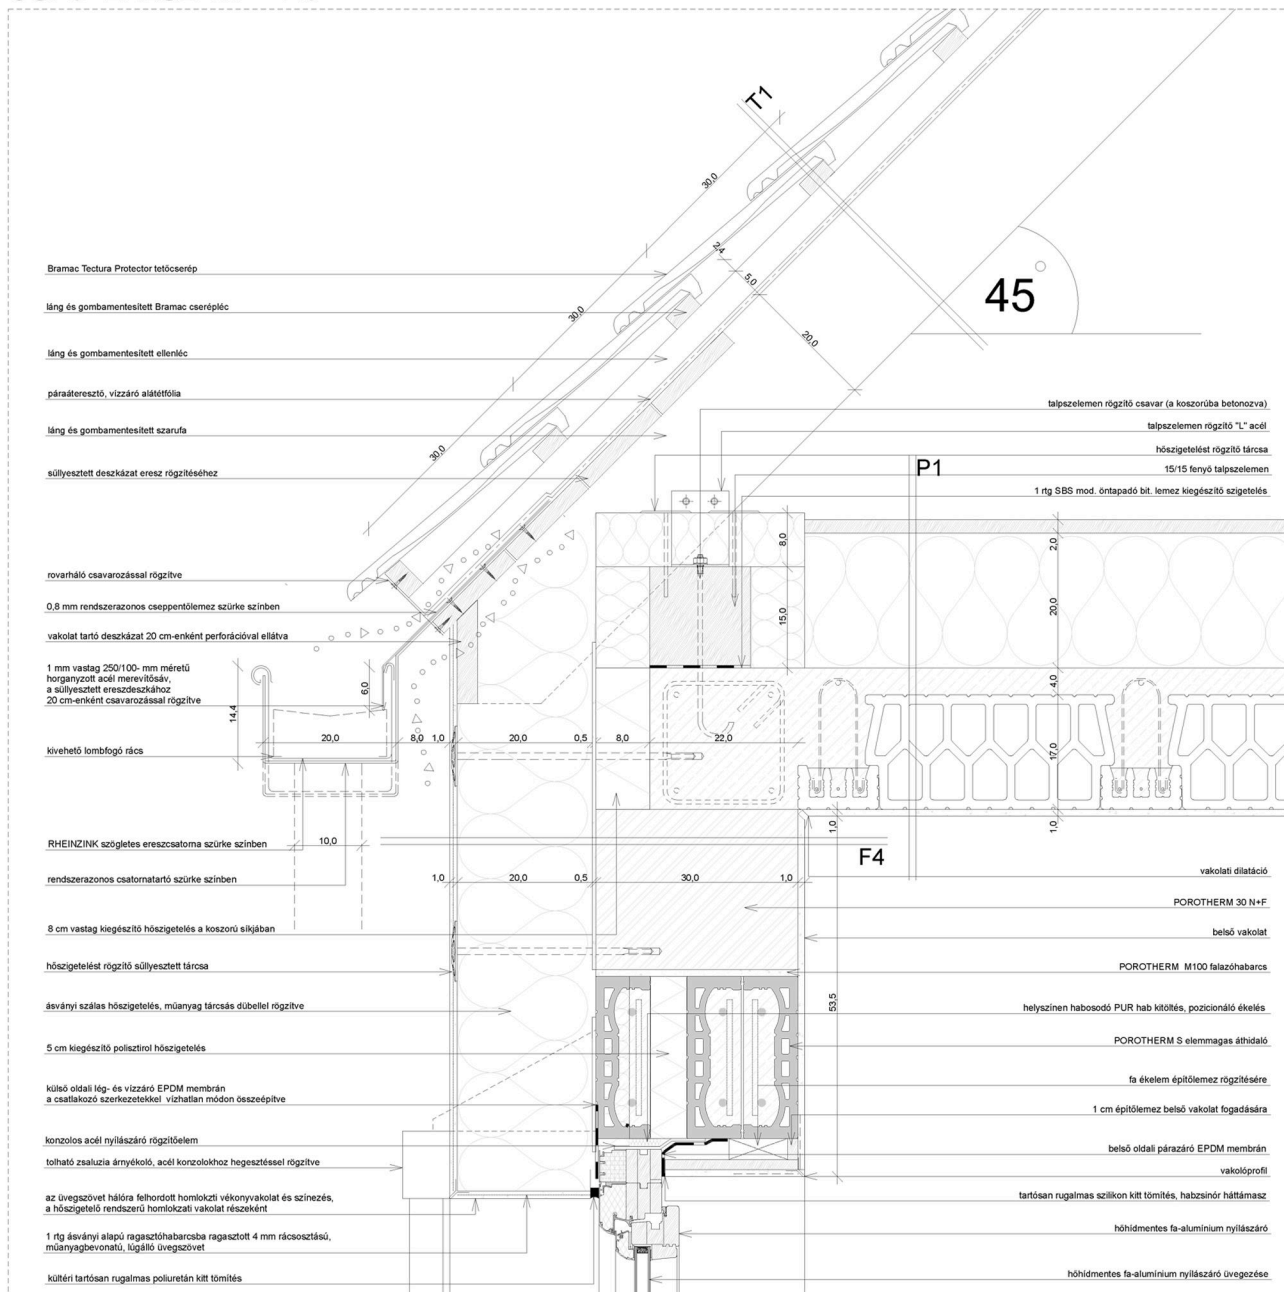 T1
30,0
2,4
5,0
30,0
20,0
30,0
45°
Bramac Tectura Protector tetőcserép
láng és gombamentesített Bramac cserépléc
láng és gombamentesített ellenléc
páraáteresztő, vízzáró alátétfólia
láng és gombamentesített szarufa
süllyesztett deszkázat eresz rögzítéséhez
rovarháló csavarozással rögzítve
0,8 mm rendszerazonos cseppentőlemez szürke színben
vakolat tartó deszkázat 20 cm-enként perforációval ellátva
1 mm vastag 250/100- mm méretű
horganyzott acél merevítősáv,
a süllyesztett ereszdeszkához
20 cm-enként csavarozással rögzítve
kivehető lombfogó rács
RHEINZINK szögletes ereszcsatorna szürke színben
rendszerazonos csatornatartó szürke színben
8 cm vastag kiegészítő hőszigetelés a koszorú síkjában
hőszigetelést rögzítő süllyesztett tárcsa
ásványi szálas hőszigetelés, műanyag tárcsás dübellel rögzítve
5 cm kiegészítő polisztirol hőszigetelés
külső oldali lég- és vízzáró EPDM membrán
a csatlakozó szerkezetekkel vízhatlan módon összeépítve
konzolos acél nyílászáró rögzítőelem
tolható zsaluzia árnyékoló, acél konzolokhoz hegesztéssel rögzítve
az üvegszövet hálóra felhordott homlokzti vékonyvakolat és színezés,
a hőszigetelő rendszerű homlokzati vakolat részeként
1 rtg ásványi alapú ragasztóhabarcsba ragasztott 4 mm rácsosztású,
műanyagbevonatú, lúgálló üvegszövet
kültéri tartósan rugalmas poliuretán kitt tömítés
talpszelemen rögzítő csavar (a koszorúba betonozva)
talpszelemen rögzítő "L" acél
hőszigetelést rögzítő tárcsa
P1
15/15 fenyő talpszelemen
1 rtg SBS mod. öntapadó bit. lemez kiegészítő szigetelés
8,0
2,0
15,0
20,0
4,0
17,0
1,0
1,0
14,4
6,0
20,0
8,0
1,0
20,0
0,5
8,0
22,0
10,0
F4
1,0
20,0
0,5
30,0
1,0
53,5
vakolati dilatáció
POROTHERM 30 N+F
belső vakolat
POROTHERM M100 falazóhabarcs
helyszínen habosodó PUR hab kitöltés, pozicionáló ékelés
POROTHERM S elemmagas áthidaló
fa ékelem építőlemez rögzítésére
1 cm építőlemez belső vakolat fogadására
belső oldali párazáró EPDM membrán
vakolóprofil
tartósan rugalmas szilikon kitt tömítés, habzsinór háttámasz
hőhídmentes fa-alumínium nyílászáró
hőhídmentes fa-alumínium nyílászáró üvegezése